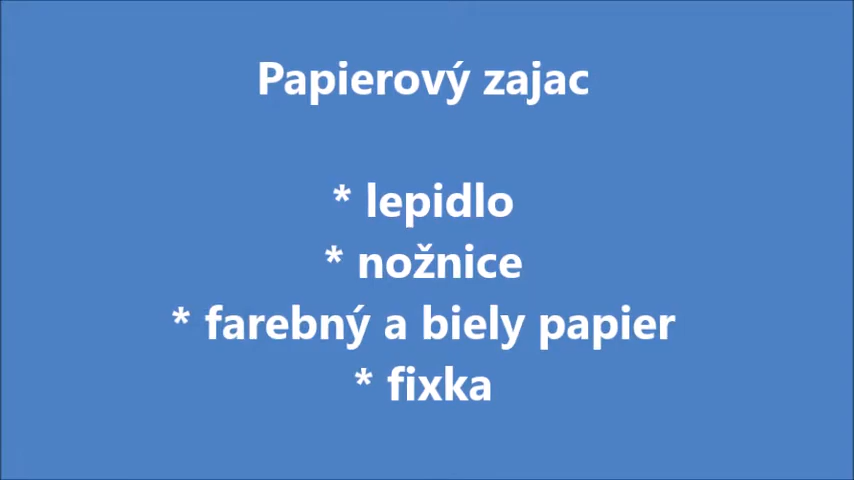 Papierový zajac
* lepidlo
* nožnice
* farebný a biely papier
* fixka